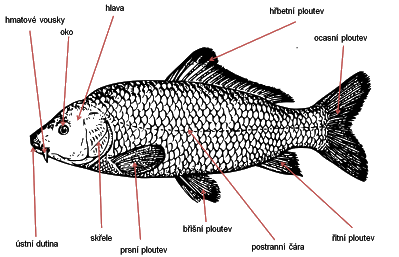 hlava
hřbetní ploutev
hmatové vousky
oko
ocasní ploutev
ústní dutina
skřele
prsní ploutev
břišní ploutev
postranní čára
řitní ploutev